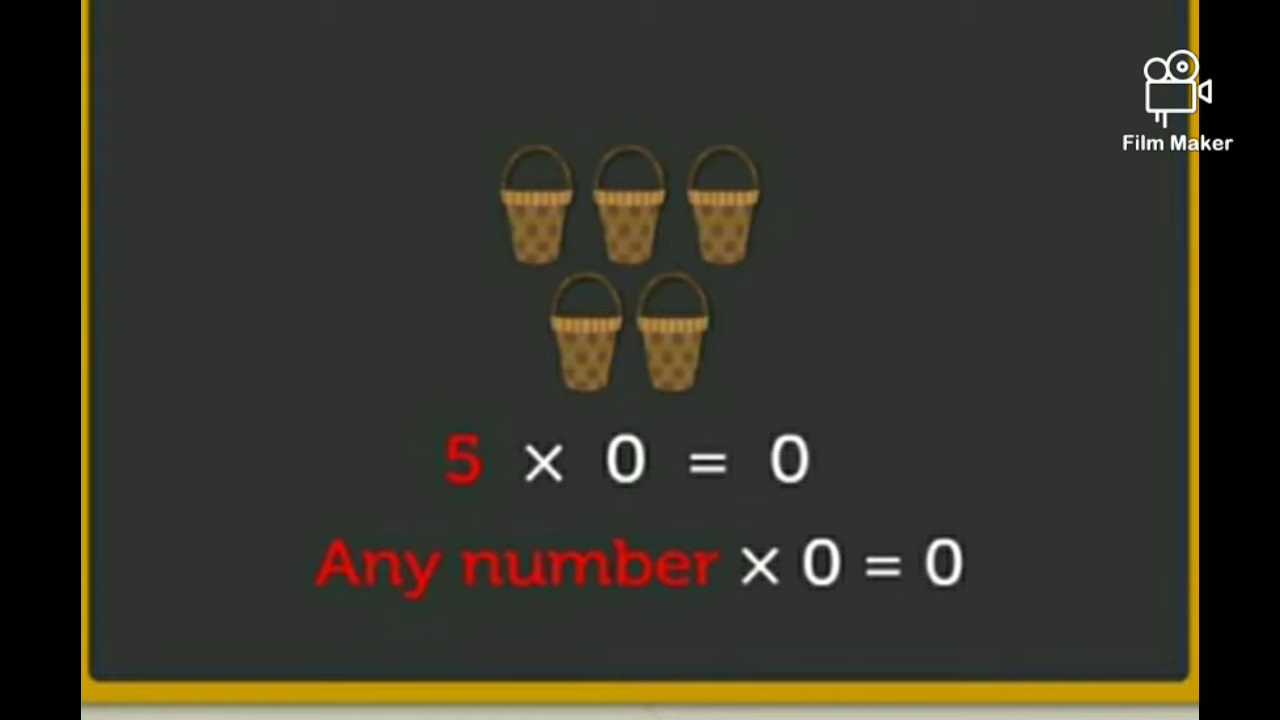 Film Maker
5 × 0 = 0
Any number × 0 = 0